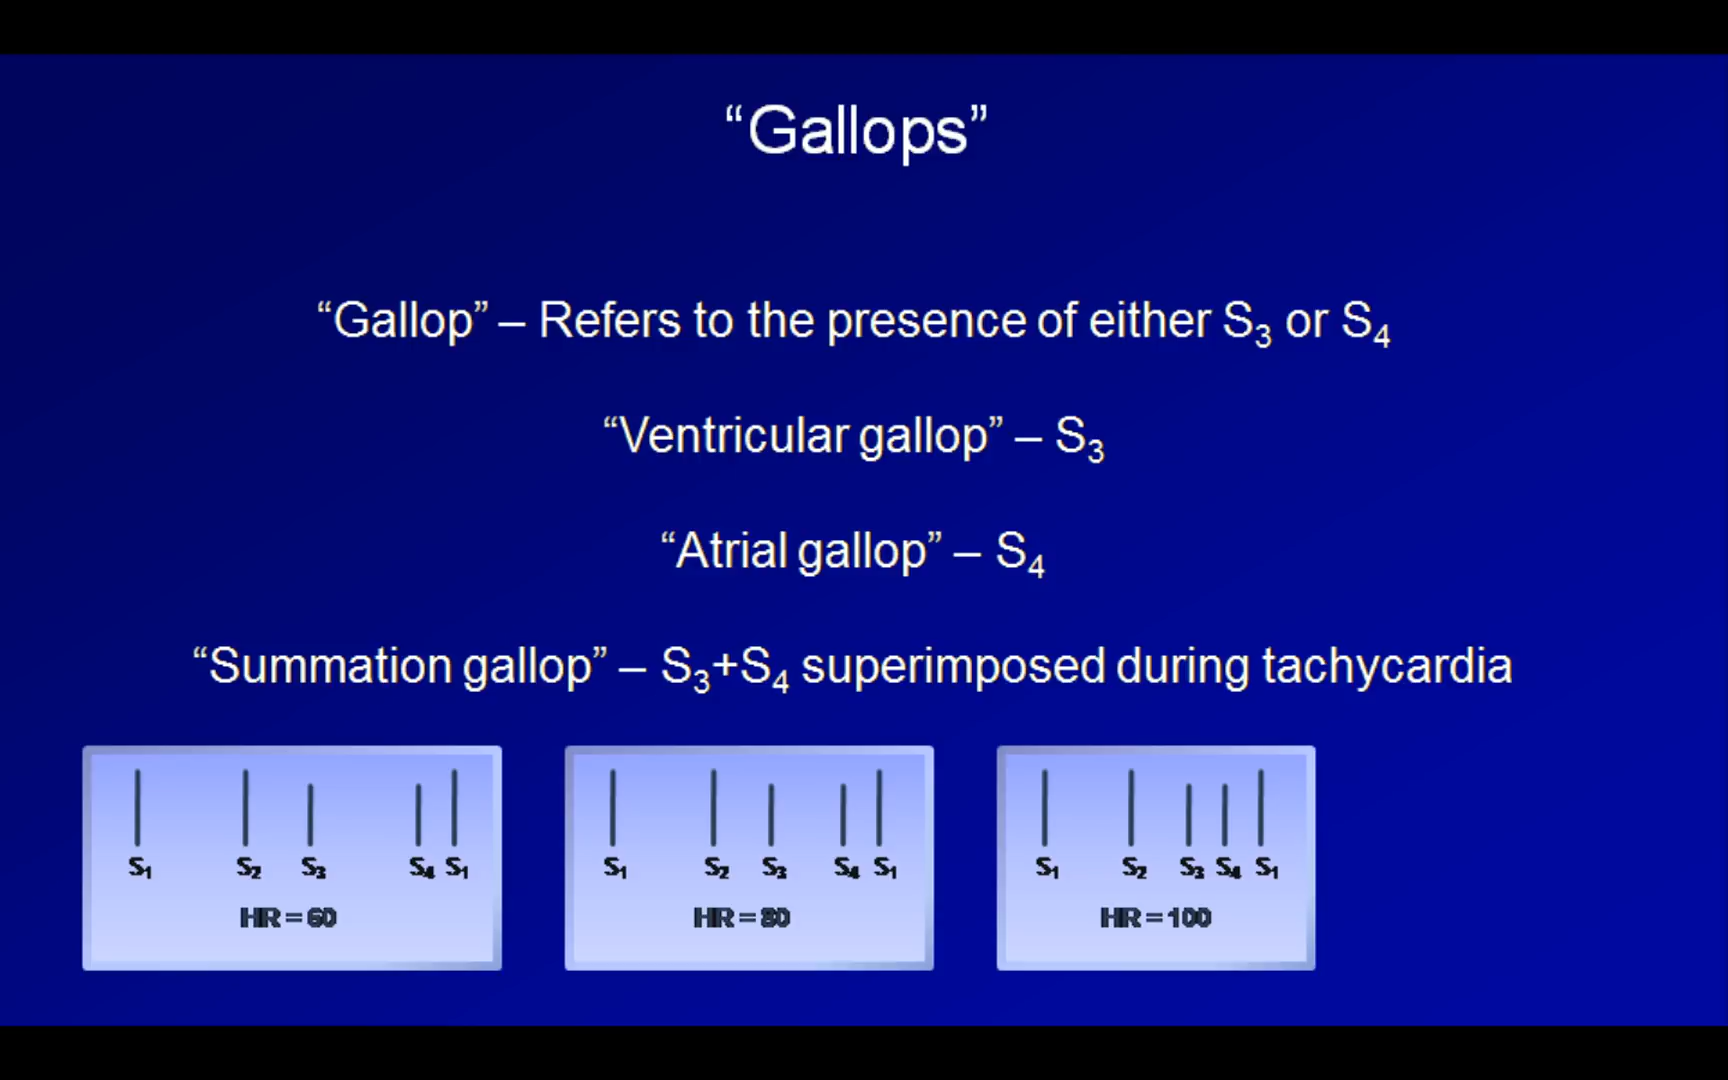 “Gallops”
“Gallop” – Refers to the presence of either S₃ or S₄
“Ventricular gallop” – S₃
“Atrial gallop” – S₄
“Summation gallop” – S₃+S₄ superimposed during tachycardia
S₁ S₂ S₃ S₄ S₁
HR = 60
S₁ S₂ S₃ S₄ S₁
HR = 80
S₁ S₂ S₃ S₄ S₁
HR = 100